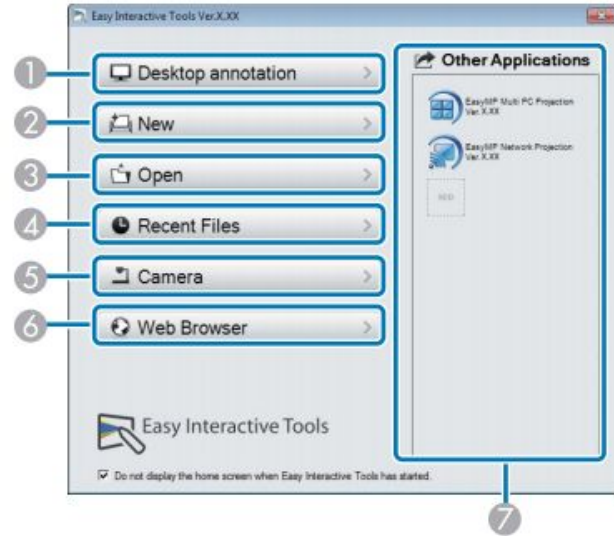 Easy Interactive Tools Ver.X.XX
1 Desktop annotation
2 New
3 Open
4 Recent Files
5 Camera
6 Web Browser
Other Applications
EasyMP Multi PC Projection
Ver. X.XX
EasyMP Network Projection
Ver. X.XX
Easy Interactive Tools
Do not display the home screen when Easy Interactive Tools has started.
7